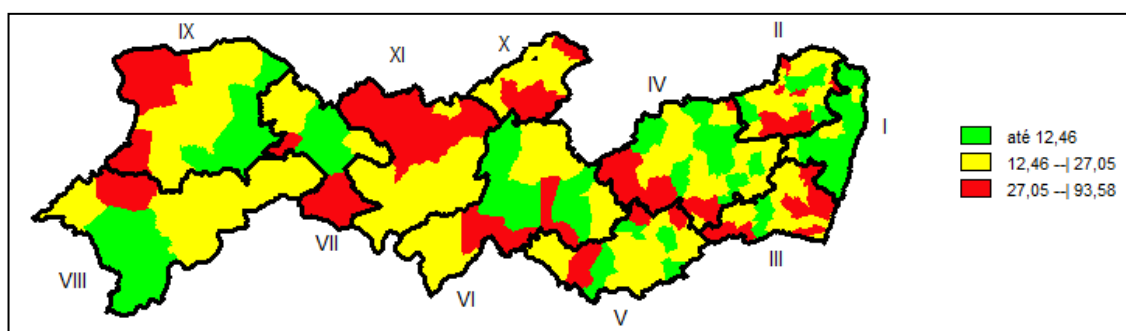 IX
XI
X
II
IV
I
até 12,46
12,46 --| 27,05
27,05 --| 93,58
VII
III
VIII
VI
V